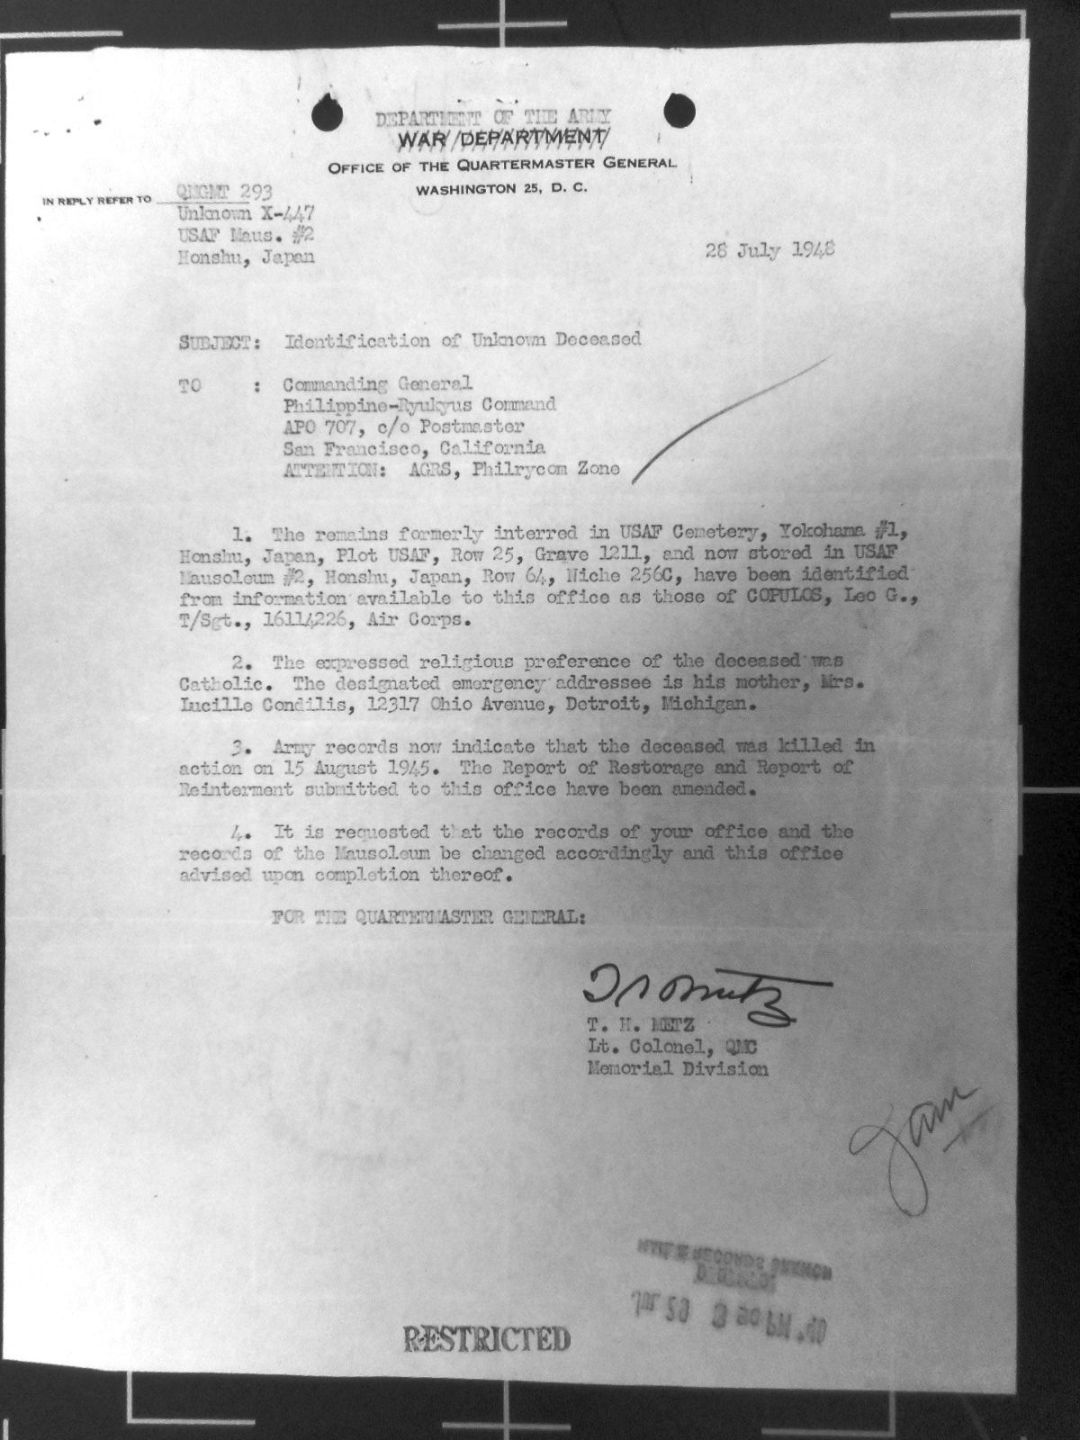 DEPARTMENT OF THE ARMY
WAR DEPARTMENT
OFFICE OF THE QUARTERMASTER GENERAL
WASHINGTON 25, D. C.
IN REPLY REFER TO QMGMT 293
Unknown X-447
USAF Maus. #2
Honshu, Japan
28 July 1948
SUBJECT: Identification of Unknown Deceased
TO : Commanding General
Philippine-Ryukyus Command
APO 707, c/o Postmaster
San Francisco, California
ATTENTION: AGRS, Philrycom Zone
1. The remains formerly interred in USAF Cemetery, Yokohama #1,
Honshu, Japan, Plot USAF, Row 25, Grave 1211, and now stored in USAF
Mausoleum #2, Honshu, Japan, Row 64, Niche 256C, have been identified
from information available to this office as those of COPULOS, Leo G.,
T/Sgt., 16114226, Air Corps.
2. The expressed religious preference of the deceased was
Catholic. The designated emergency addressee is his mother, Mrs.
Lucille Condilis, 12317 Ohio Avenue, Detroit, Michigan.
3. Army records now indicate that the deceased was killed in
action on 15 August 1945. The Report of Restorage and Report of
Reinterment submitted to this office have been amended.
4. It is requested that the records of your office and the
records of the Mausoleum be changed accordingly and this office
advised upon completion thereof.
FOR THE QUARTERMASTER GENERAL:
T. H. METZ
Lt. Colonel, QMC
Memorial Division
MAIL & RECORDS BRANCH
JUL 29
RESTRICTED